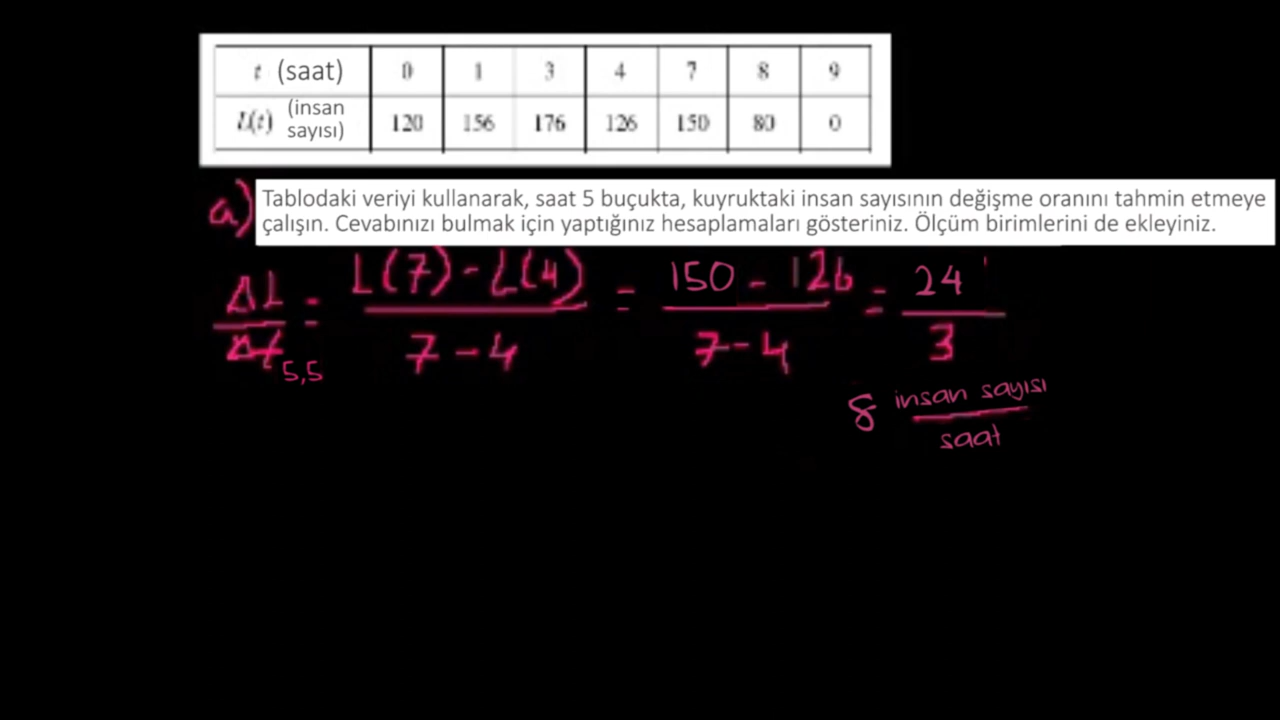 t (saat) 0 1 3 4 7 8 9
L(t) (insan sayısı) 120 156 176 126 150 80 0
a) Tablodaki veriyi kullanarak, saat 5 buçukta, kuyruktaki insan sayısının değişme oranını tahmin etmeye
çalışın. Cevabınızı bulmak için yaptığınız hesaplamaları gösteriniz. Ölçüm birimlerini de ekleyiniz.
ΔL = L(7) - L(4) = 150 - 126 = 24
Δt 5,5 7 - 4 7 - 4 3
8 insan sayısı
saat